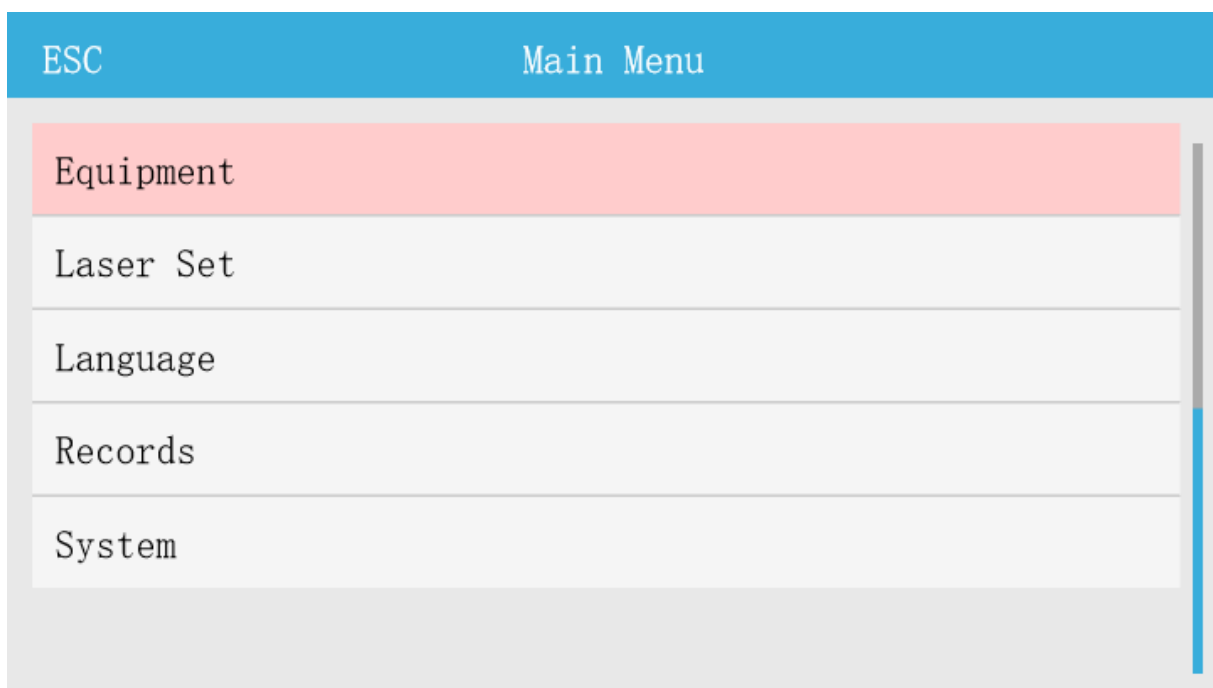 ESC Main Menu
Equipment
Laser Set
Language
Records
System